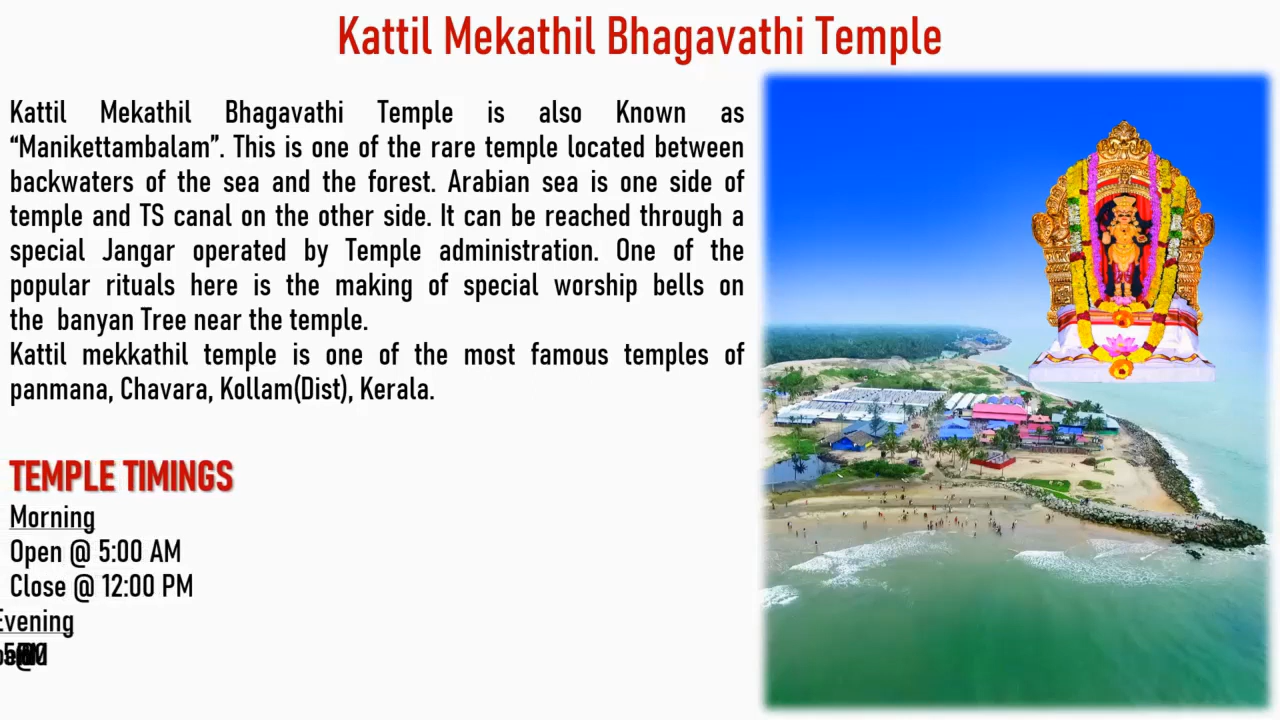 Kattil Mekathil Bhagavathi Temple
Kattil Mekathil Bhagavathi Temple is also Known as
“Manikettambalam”. This is one of the rare temple located between
backwaters of the sea and the forest. Arabian sea is one side of
temple and TS canal on the other side. It can be reached through a
special Jangar operated by Temple administration. One of the
popular rituals here is the making of special worship bells on
the banyan Tree near the temple.
Kattil mekkathil temple is one of the most famous temples of
panmana, Chavara, Kollam(Dist), Kerala.
TEMPLE TIMINGS
Morning
Open @ 5:00 AM
Close @ 12:00 PM
Evening